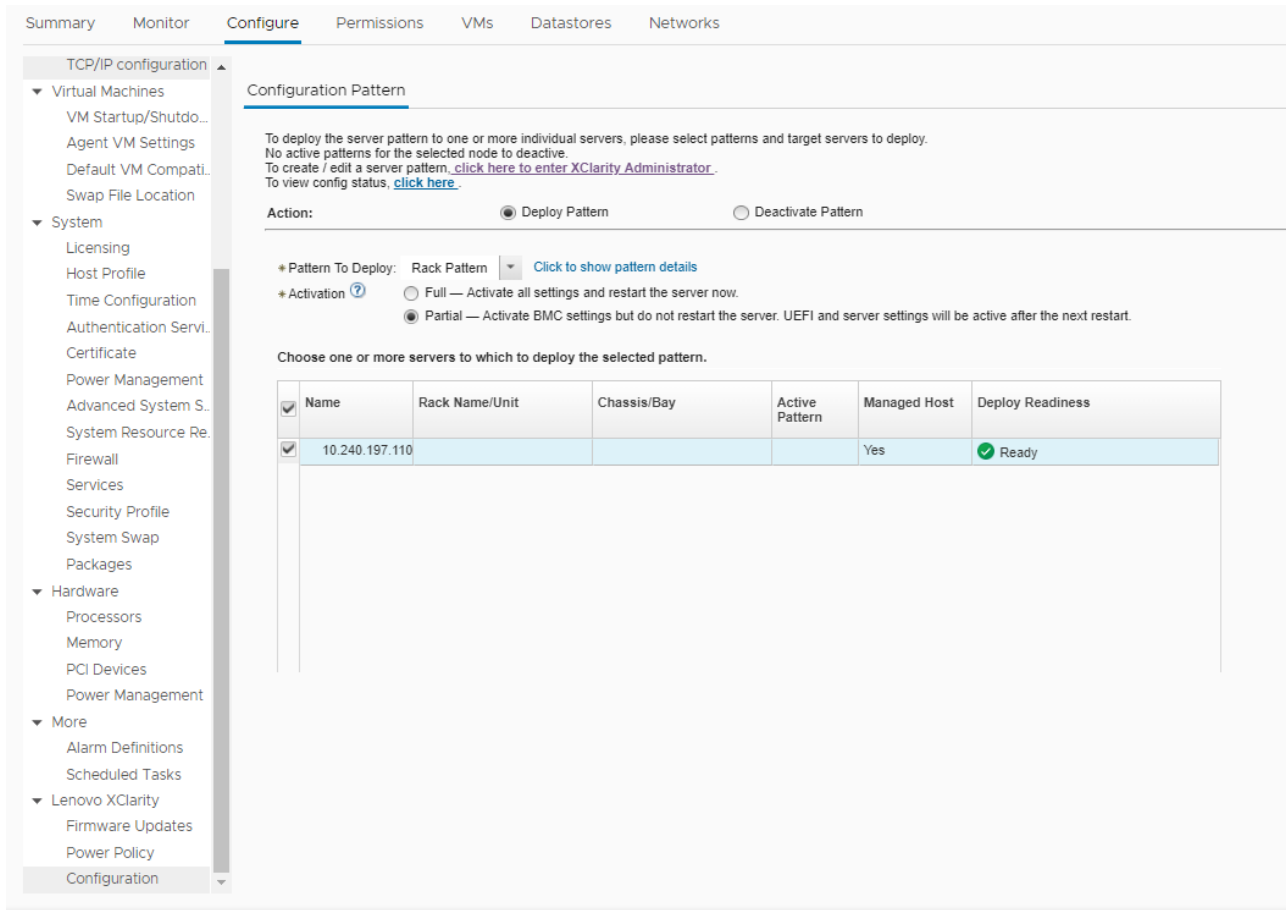 Summary Monitor Configure Permissions VMs Datastores Networks
TCP/IP configuration
Virtual Machines
VM Startup/Shutdo...
Agent VM Settings
Default VM Compati..
Swap File Location
System
Licensing
Host Profile
Time Configuration
Authentication Servi..
Certificate
Power Management
Advanced System S..
System Resource Re.
Firewall
Services
Security Profile
System Swap
Packages
Hardware
Processors
Memory
PCI Devices
Power Management
More
Alarm Definitions
Scheduled Tasks
Lenovo XClarity
Firmware Updates
Power Policy
Configuration
Configuration Pattern
To deploy the server pattern to one or more individual servers, please select patterns and target servers to deploy.
No active patterns for the selected node to deactive.
To create / edit a server pattern, click here to enter XClarity Administrator .
To view config status, click here .
Action: Deploy Pattern Deactivate Pattern
*Pattern To Deploy: Rack Pattern Click to show pattern details
*Activation ? Full — Activate all settings and restart the server now.
Partial — Activate BMC settings but do not restart the server. UEFI and server settings will be active after the next restart.
Choose one or more servers to which to deploy the selected pattern.
Name Rack Name/Unit Chassis/Bay Active Pattern Managed Host Deploy Readiness
10.240.197.110 Yes Ready